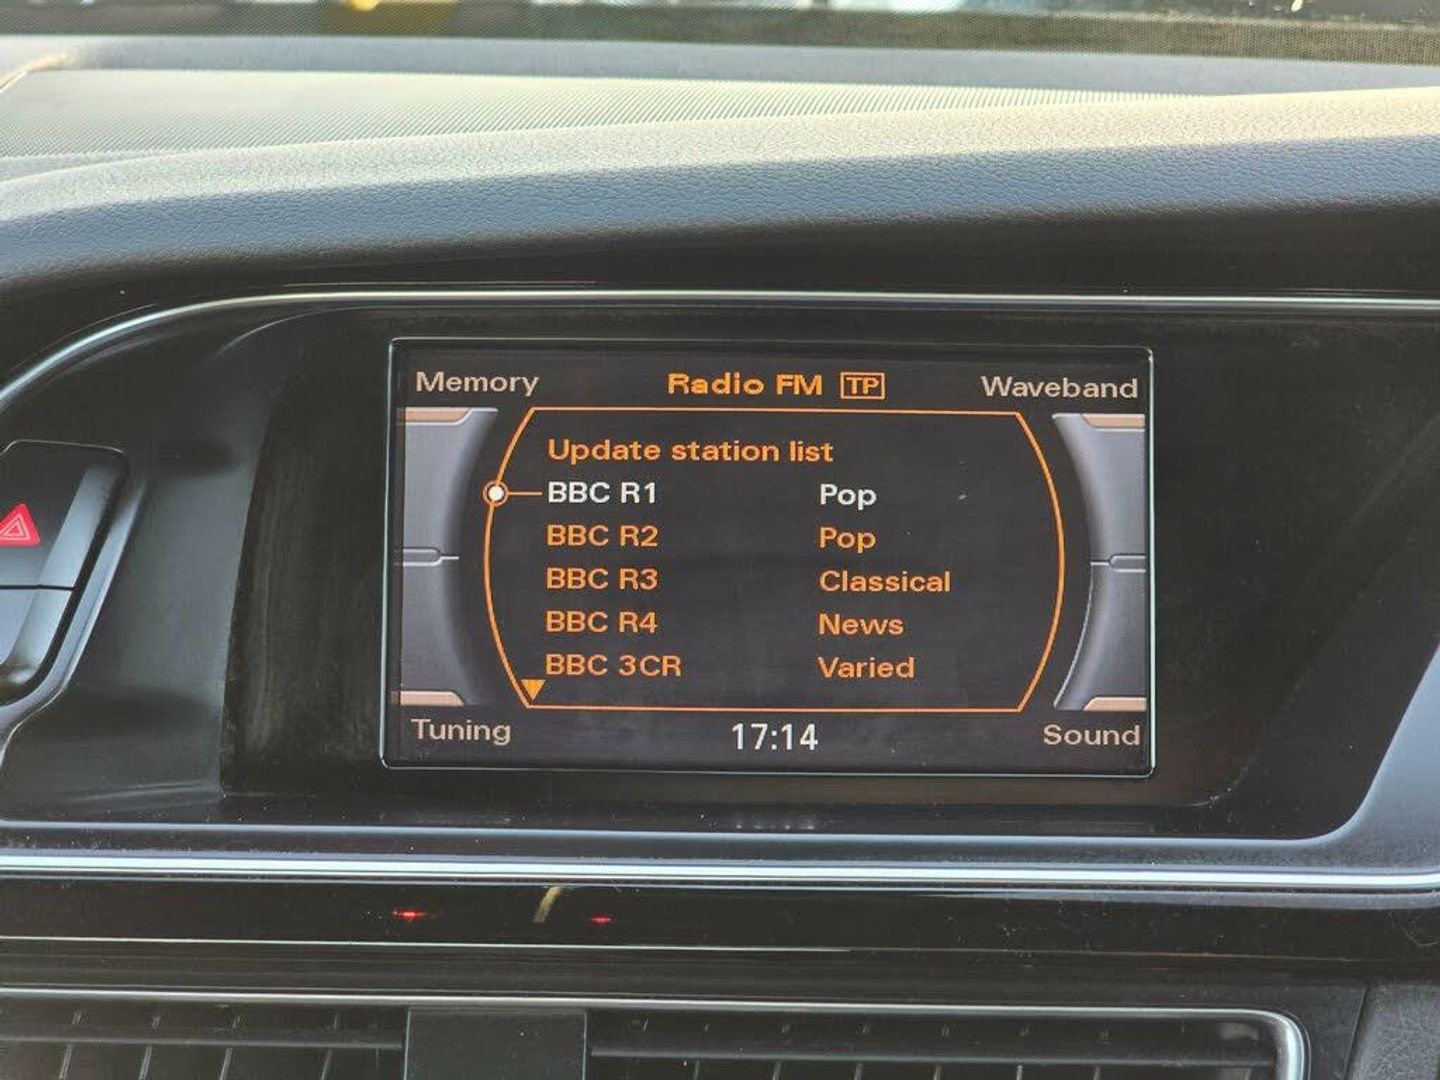 Memory Radio FM TP Waveband
Update station list
BBC R1 Pop
BBC R2 Pop
BBC R3 Classical
BBC R4 News
BBC 3CR Varied
Tuning 17:14 Sound